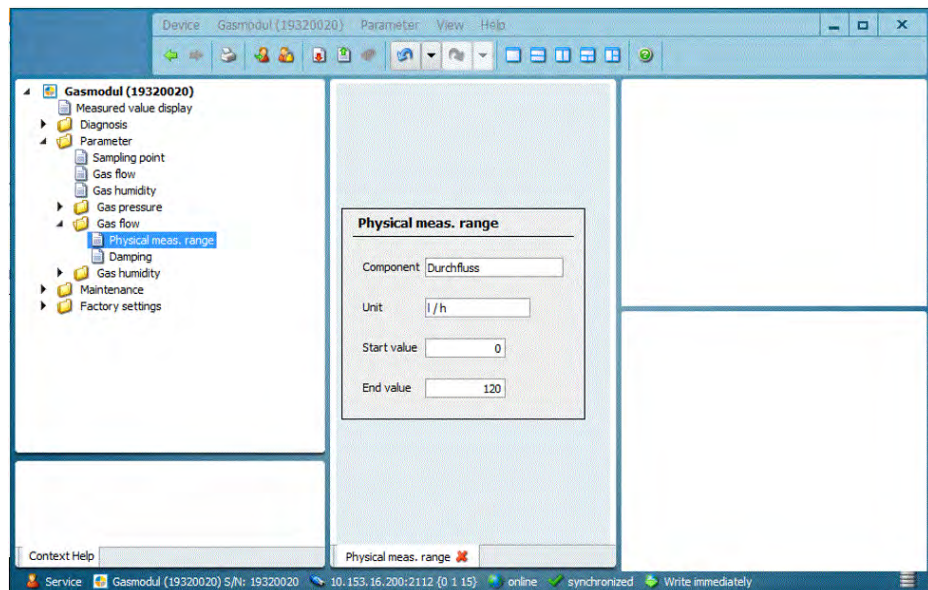 Device Gasmodul (19320020) Parameter View Help
Gasmodul (19320020)
Measured value display
Diagnosis
Parameter
Sampling point
Gas flow
Gas humidity
Gas pressure
Gas flow
Physical meas. range
Damping
Gas humidity
Maintenance
Factory settings
Physical meas. range
Component Durchfluss
Unit l / h
Start value 0
End value 120
Context Help
Physical meas. range
Service Gasmodul (19320020) S/N: 19320020 10.153.16.200:2112 {0 1 15} online synchronized Write immediately